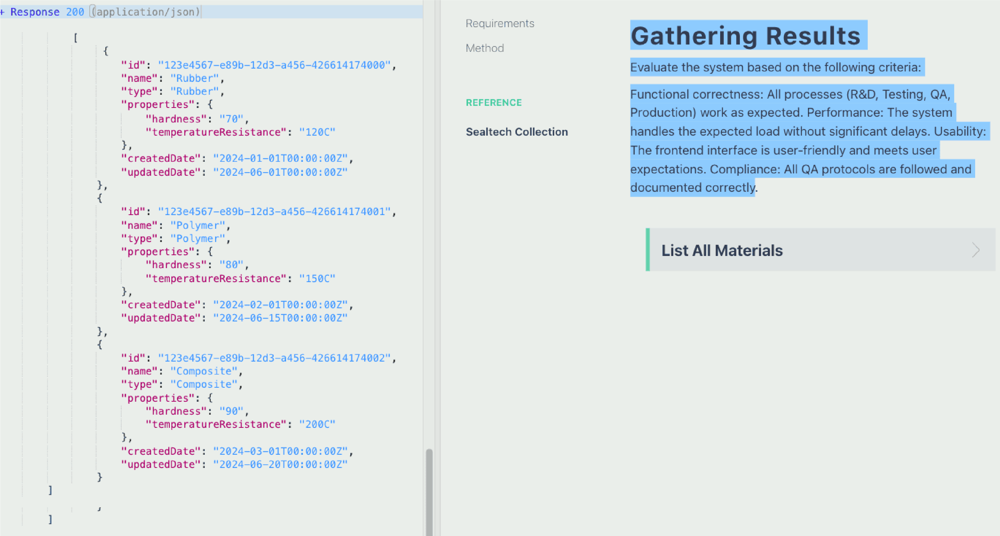 + Response 200 (application/json)
[
{
"id": "123e4567-e89b-12d3-a456-426614174000",
"name": "Rubber",
"type": "Rubber",
"properties": {
"hardness": "70",
"temperatureResistance": "120C"
},
"createdDate": "2024-01-01T00:00:00Z",
"updatedDate": "2024-06-01T00:00:00Z"
},
{
"id": "123e4567-e89b-12d3-a456-426614174001",
"name": "Polymer",
"type": "Polymer",
"properties": {
"hardness": "80",
"temperatureResistance": "150C"
},
"createdDate": "2024-02-01T00:00:00Z",
"updatedDate": "2024-06-15T00:00:00Z"
},
{
"id": "123e4567-e89b-12d3-a456-426614174002",
"name": "Composite",
"type": "Composite",
"properties": {
"hardness": "90",
"temperatureResistance": "200C"
},
"createdDate": "2024-03-01T00:00:00Z",
"updatedDate": "2024-06-20T00:00:00Z"
}
]
]
Requirements
Method
REFERENCE
Sealtech Collection
Gathering Results
Evaluate the system based on the following criteria:
Functional correctness: All processes (R&D, Testing, QA,
Production) work as expected. Performance: The system
handles the expected load without significant delays. Usability:
The frontend interface is user-friendly and meets user
expectations. Compliance: All QA protocols are followed and
documented correctly.
List All Materials